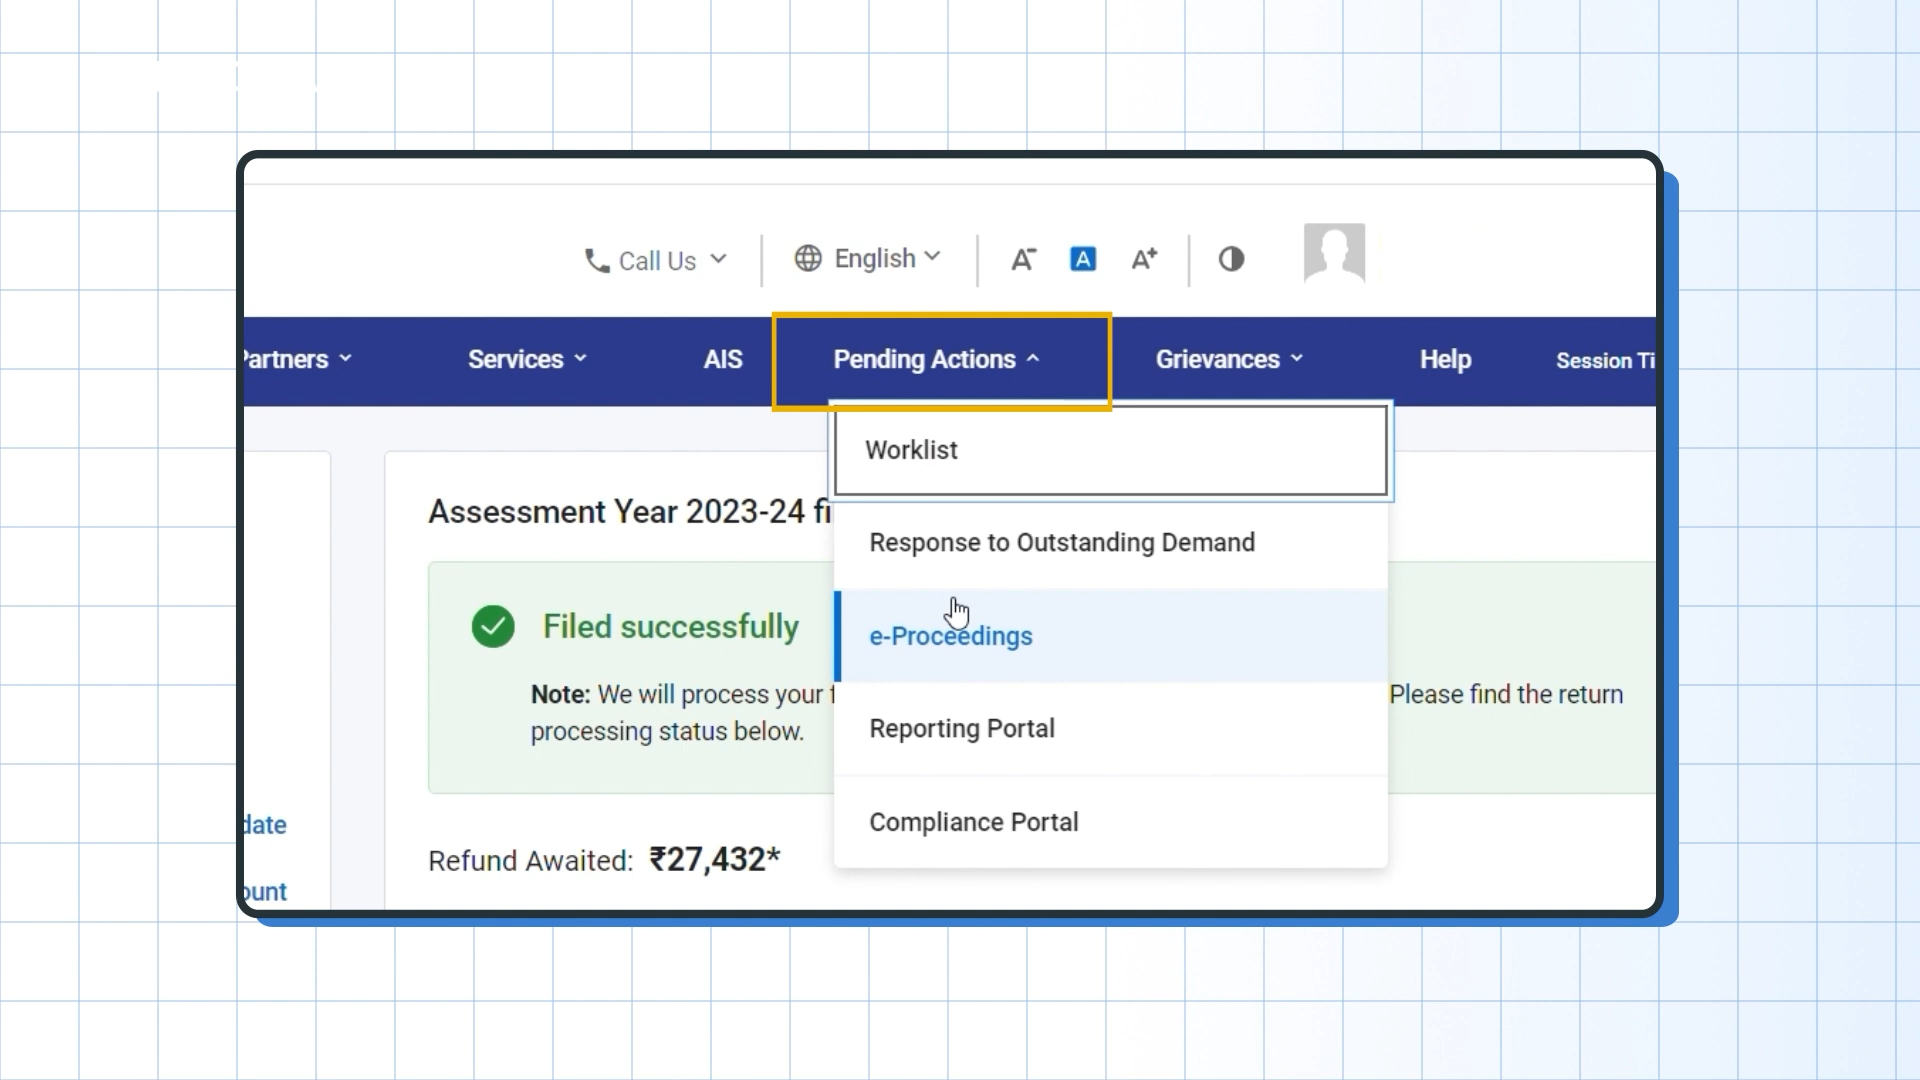 Call Us
English
A-
A
A+
Partners
Services
AIS
Pending Actions
Grievances
Help
Session Ti
Worklist
Response to Outstanding Demand
e-Proceedings
Reporting Portal
Compliance Portal
Assessment Year 2023-24 fi
Filed successfully
Note: We will process your f
Please find the return
processing status below.
date
Refund Awaited: ₹27,432*
ount